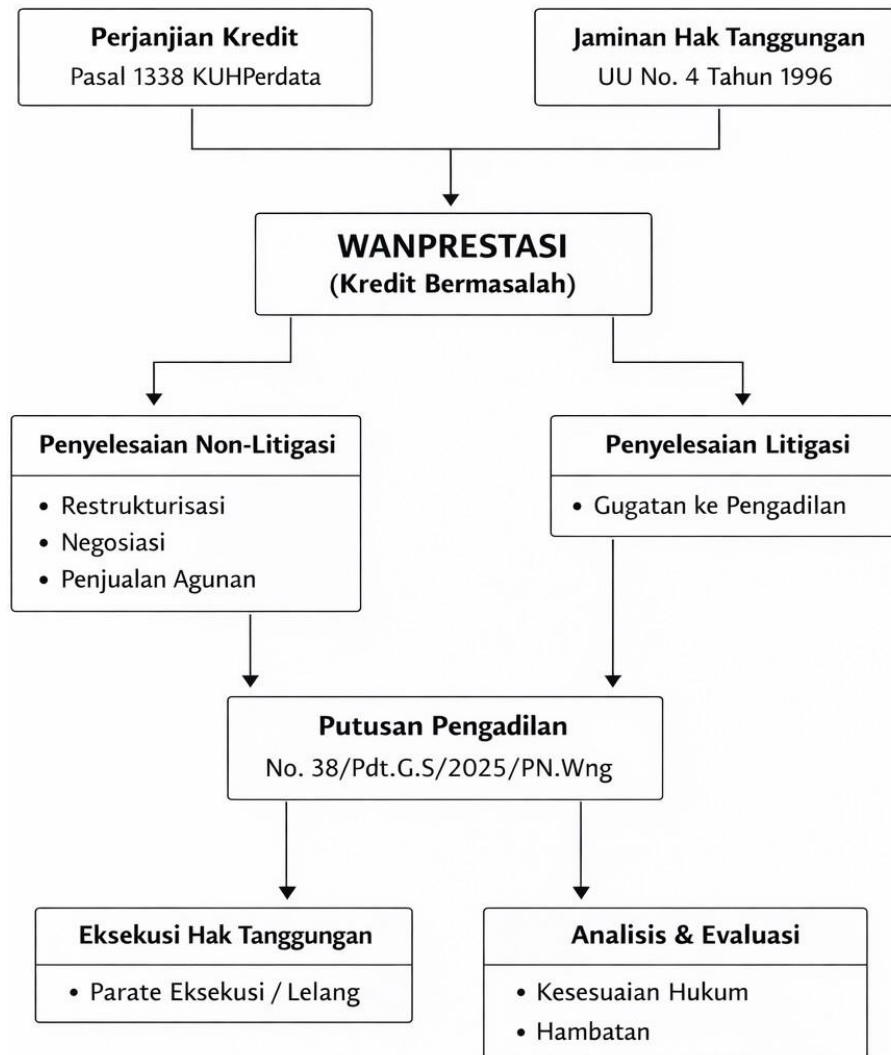 Perjanjian Kredit
Pasal 1338 KUHPerdata
Jaminan Hak Tanggungan
UU No. 4 Tahun 1996
WANPRESTASI
(Kredit Bermasalah)
Penyelesaian Non-Litigasi
• Restrukturisasi
• Negosiasi
• Penjualan Agunan
Penyelesaian Litigasi
• Gugatan ke Pengadilan
Putusan Pengadilan
No. 38/Pdt.G.S/2025/PN.Wng
Eksekusi Hak Tanggungan
• Parate Eksekusi / Lelang
Analisis & Evaluasi
• Kesesuaian Hukum
• Hambatan